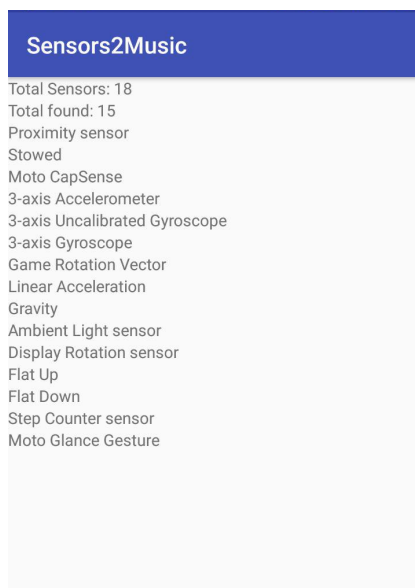 Sensors2Music
Total Sensors: 18
Total found: 15
Proximity sensor
Stowed
Moto CapSense
3-axis Accelerometer
3-axis Uncalibrated Gyroscope
3-axis Gyroscope
Game Rotation Vector
Linear Acceleration
Gravity
Ambient Light sensor
Display Rotation sensor
Flat Up
Flat Down
Step Counter sensor
Moto Glance Gesture